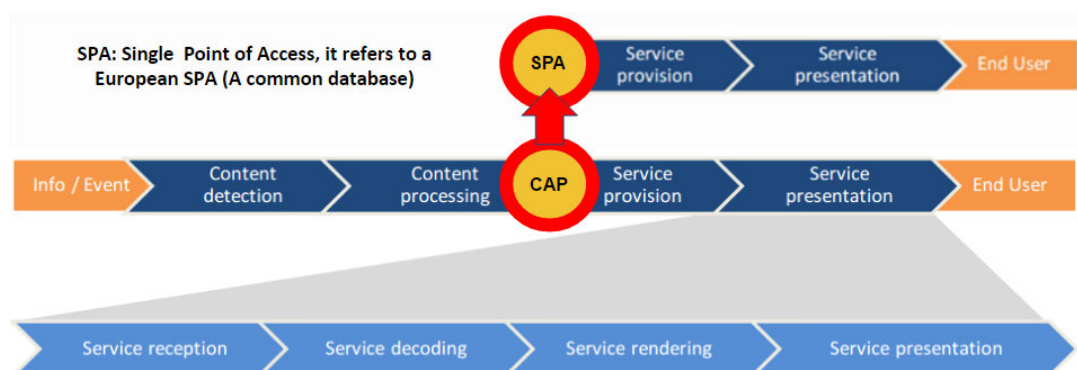 SPA: Single Point of Access, it refers to a
European SPA (A common database)
SPA
Service
provision
Service
presentation
End User
Info / Event
Content
detection
Content
processing
CAP
Service
provision
Service
presentation
End User
Service reception
Service decoding
Service rendering
Service presentation